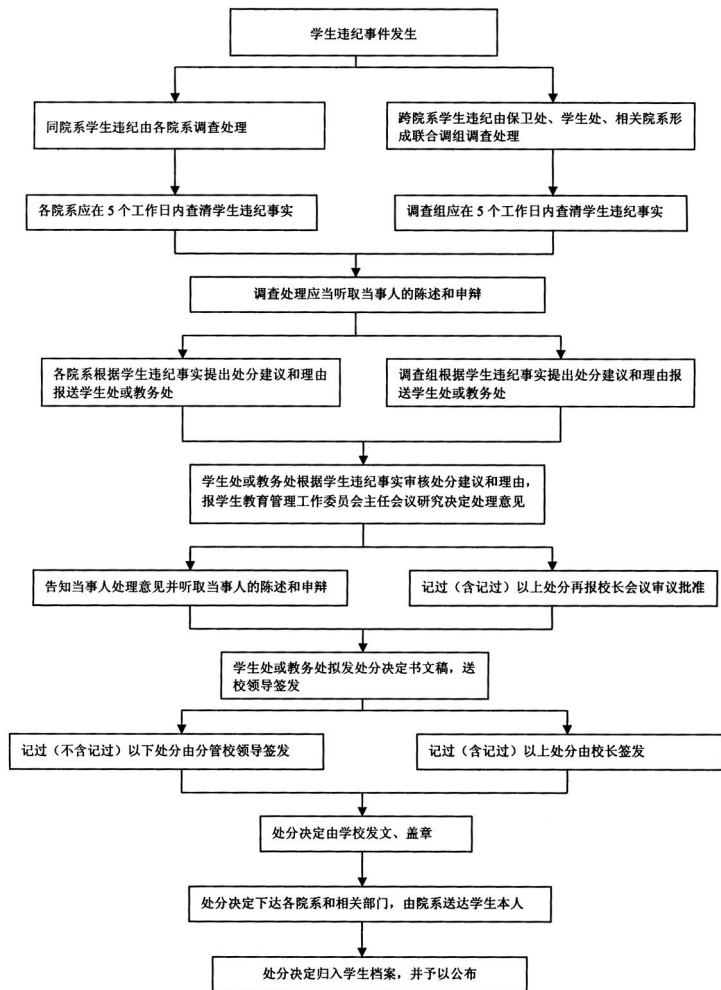 学生违纪事件发生
同院系学生违纪由各院系调查处理
跨院系学生违纪由保卫处、学生处、相关院系形
成联合调组调查处理
各院系应在 5 个工作日内查清学生违纪事实
调查组应在 5 个工作日内查清学生违纪事实
调查处理应当听取当事人的陈述和申辩
各院系根据学生违纪事实提出处分建议和理由
报送学生处或教务处
调查组根据学生违纪事实提出处分建议和理由报
送学生处或教务处
学生处或教务处根据学生违纪事实审核处分建议和理由，
报学生教育管理工作委员会主任会议研究决定处理意见
告知当事人处理意见并听取当事人的陈述和申辩
记过（含记过）以上处分再报校长会议审议批准
学生处或教务处拟发处分决定书文稿，送
校领导签发
记过（不含记过）以下处分由分管校领导签发
记过（含记过）以上处分由校长签发
处分决定由学校发文、盖章
处分决定下达各院系和相关部门，由院系送达学生本人
处分决定归入学生档案，并予以公布